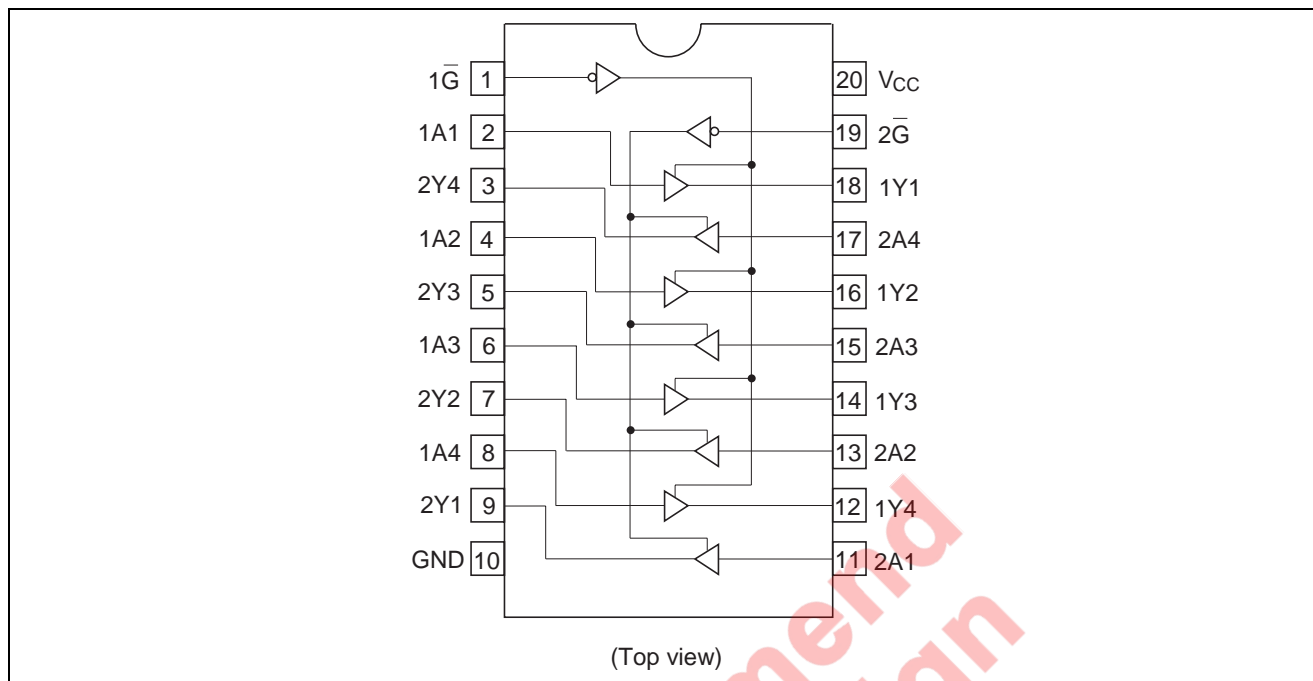 1G̅ 1 20 VCC
1A1 2 19 2G̅
2Y4 3 18 1Y1
1A2 4 17 2A4
2Y3 5 16 1Y2
1A3 6 15 2A3
2Y2 7 14 1Y3
1A4 8 13 2A2
2Y1 9 12 1Y4
GND 10 11 2A1
(Top view)